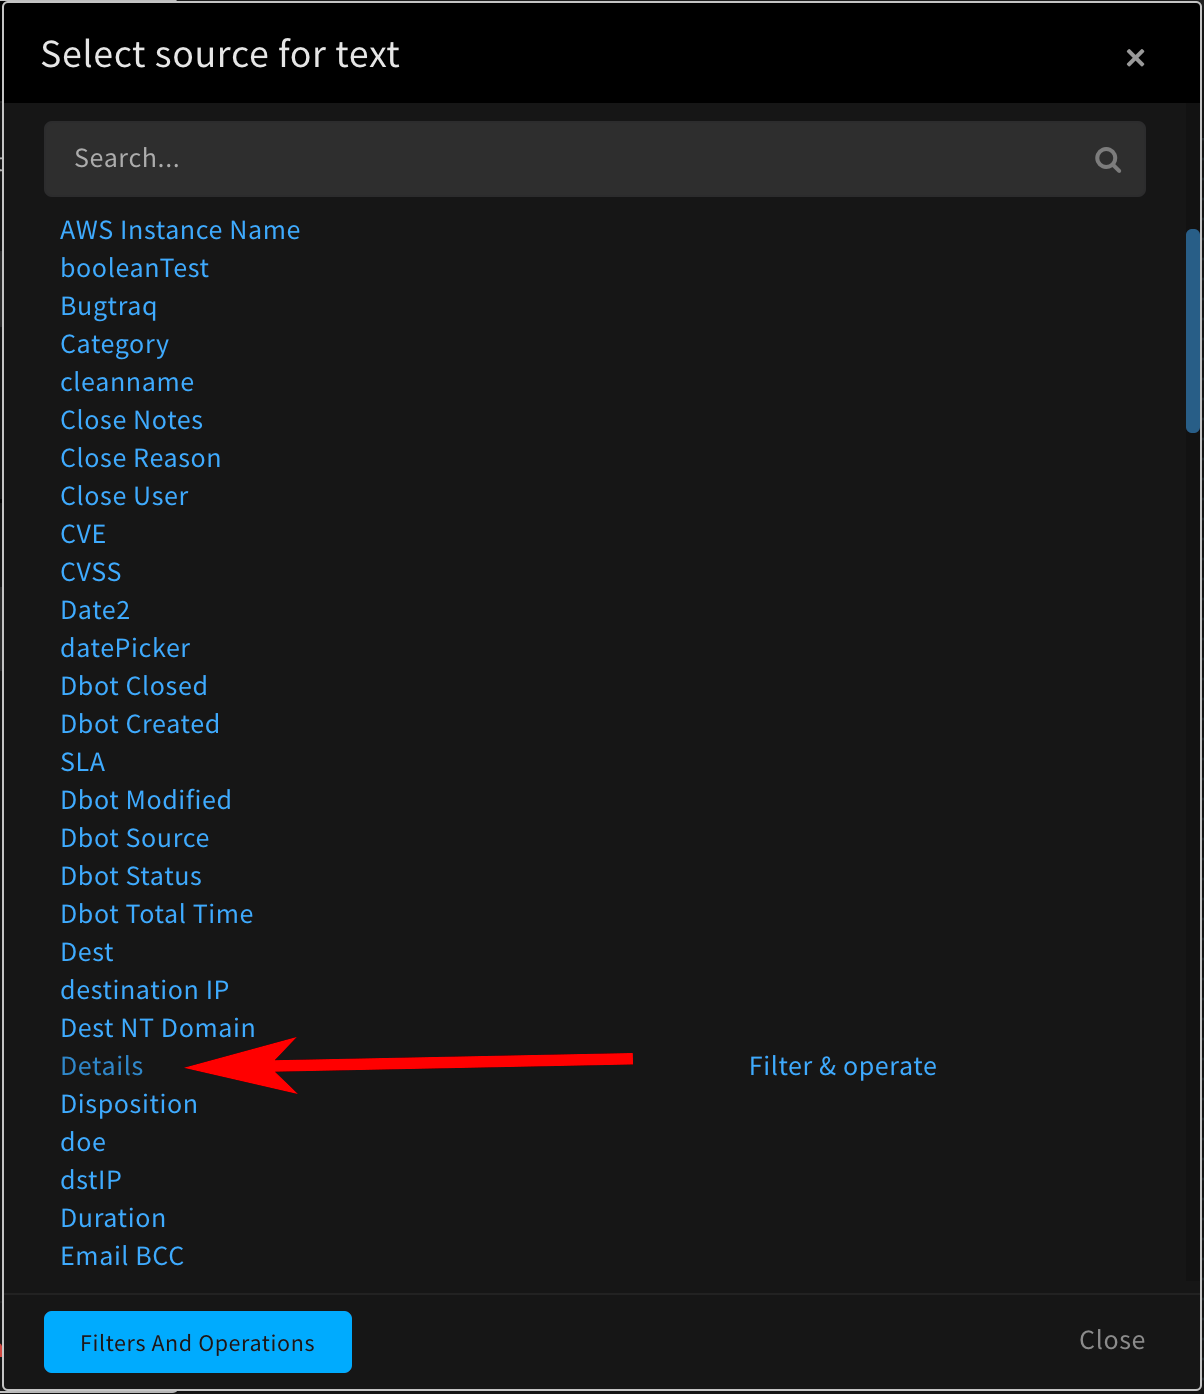 Select source for text
Search...
AWS Instance Name
booleanTest
Bugtraq
Category
cleanname
Close Notes
Close Reason
Close User
CVE
CVSS
Date2
datePicker
Dbot Closed
Dbot Created
SLA
Dbot Modified
Dbot Source
Dbot Status
Dbot Total Time
Dest
destination IP
Dest NT Domain
Details Filter & operate
Disposition
doe
dstIP
Duration
Email BCC
Filters And Operations Close